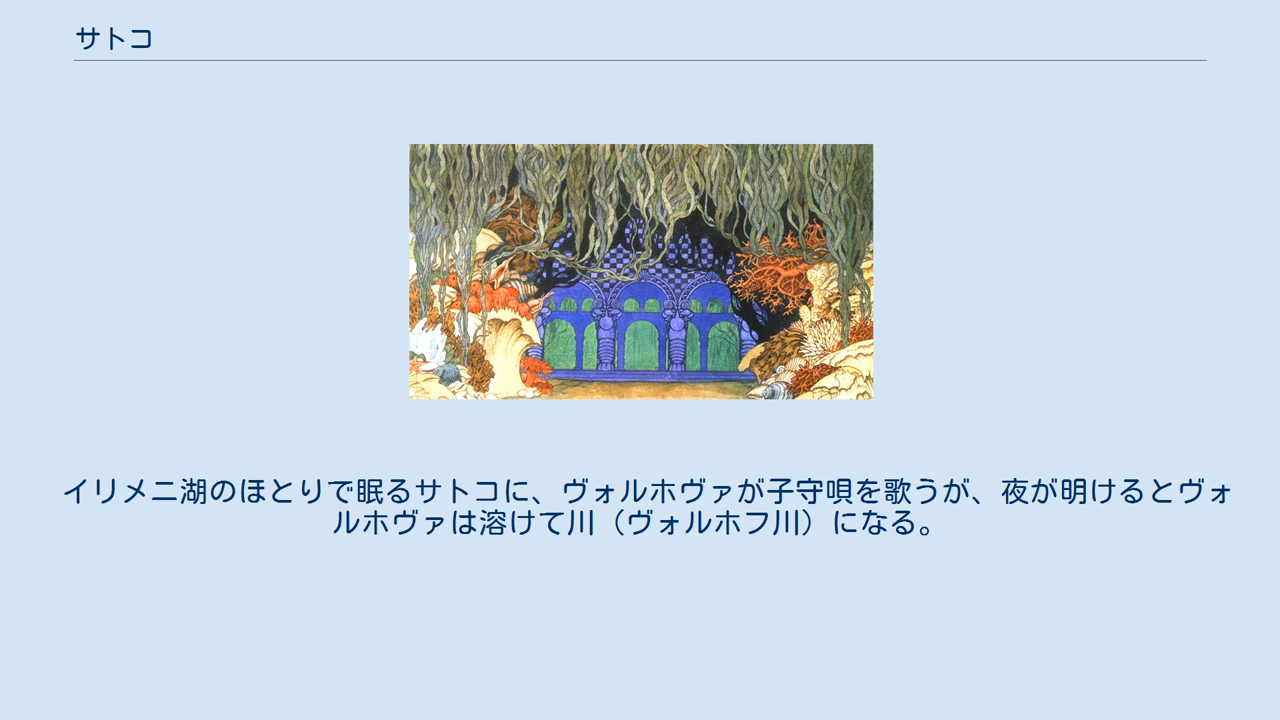 サトコ
イリメニ湖のほとりで眠るサトコに、ヴォルホヴァが子守唄を歌うが、夜が明けるとヴォ
ルホヴァは溶けて川（ヴォルホフ川）になる。